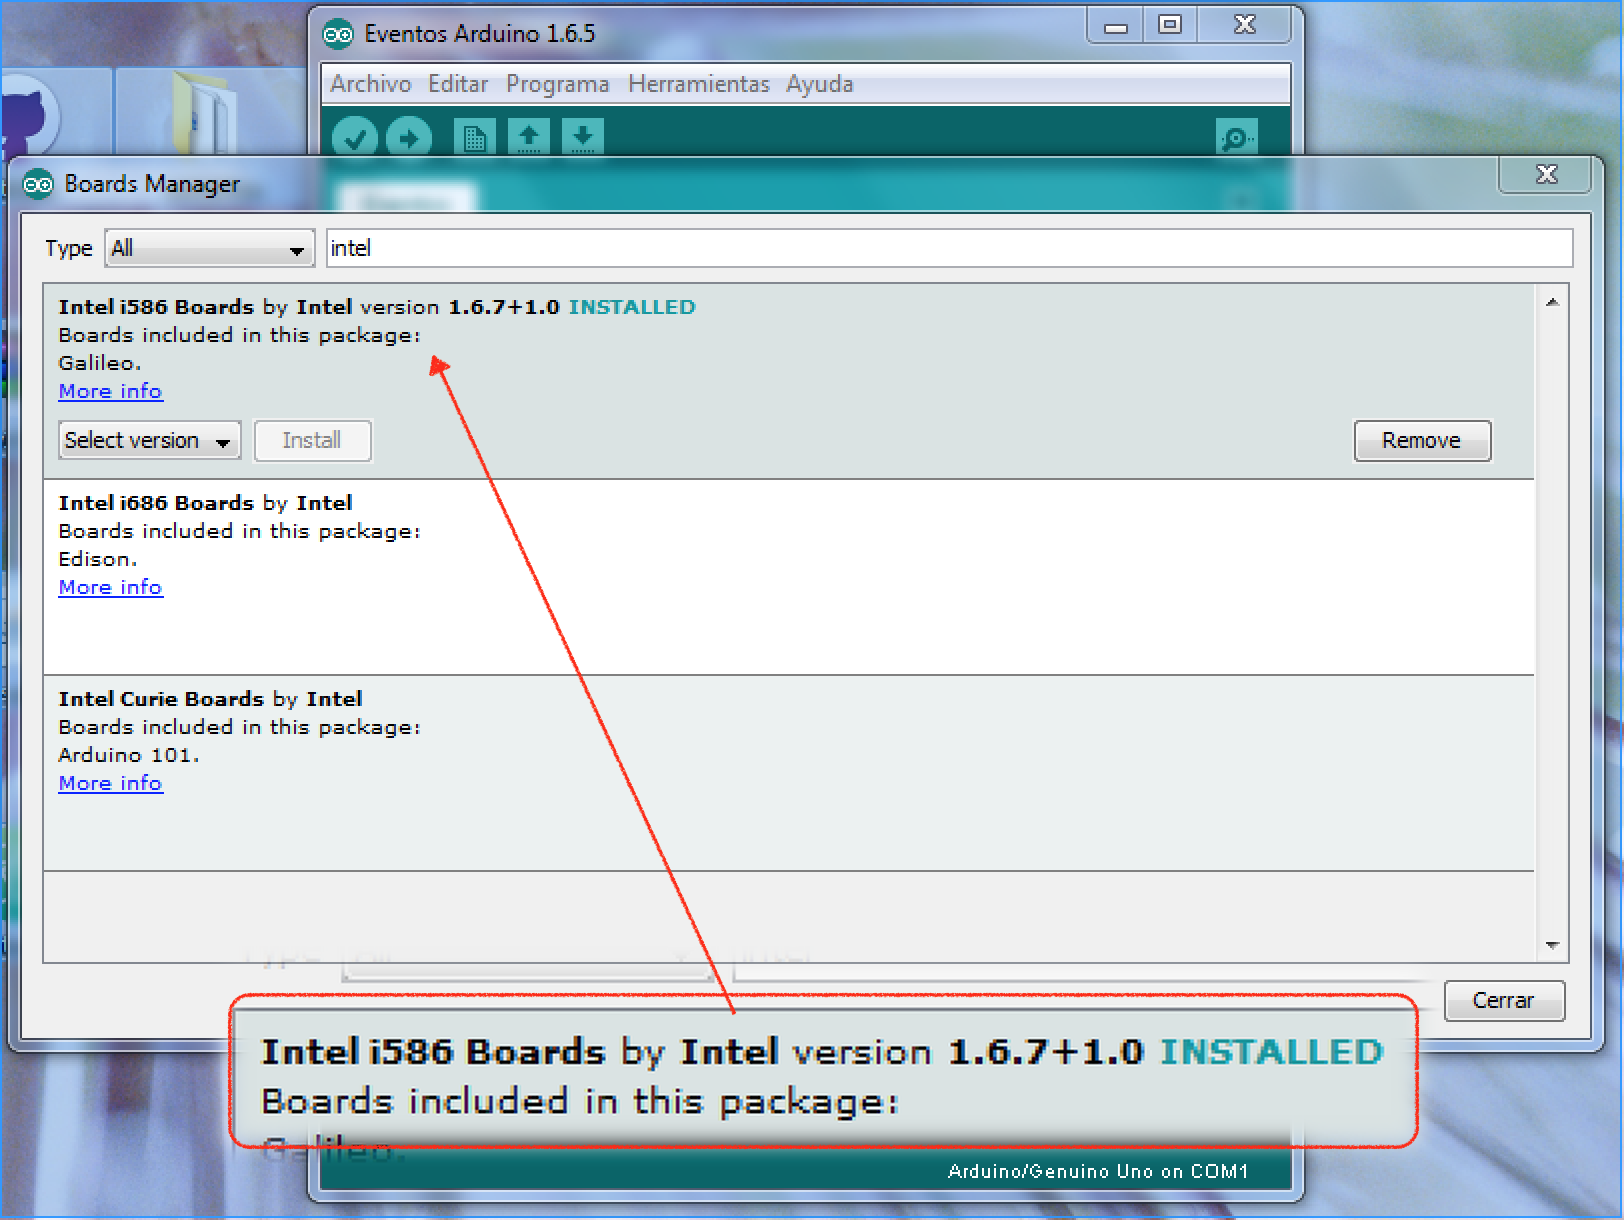 Eventos Arduino 1.6.5
Archivo Editar Programa Herramientas Ayuda
Boards Manager
Type All intel
Intel i586 Boards by Intel version 1.6.7+1.0 INSTALLED
Boards included in this package:
Galileo.
More info
Select version Install Remove
Intel i686 Boards by Intel
Boards included in this package:
Edison.
More info
Intel Curie Boards by Intel
Boards included in this package:
Arduino 101.
More info
Cerrar
Intel i586 Boards by Intel version 1.6.7+1.0 INSTALLED
Boards included in this package:
Galileo.
Arduino/Genuino Uno on COM1